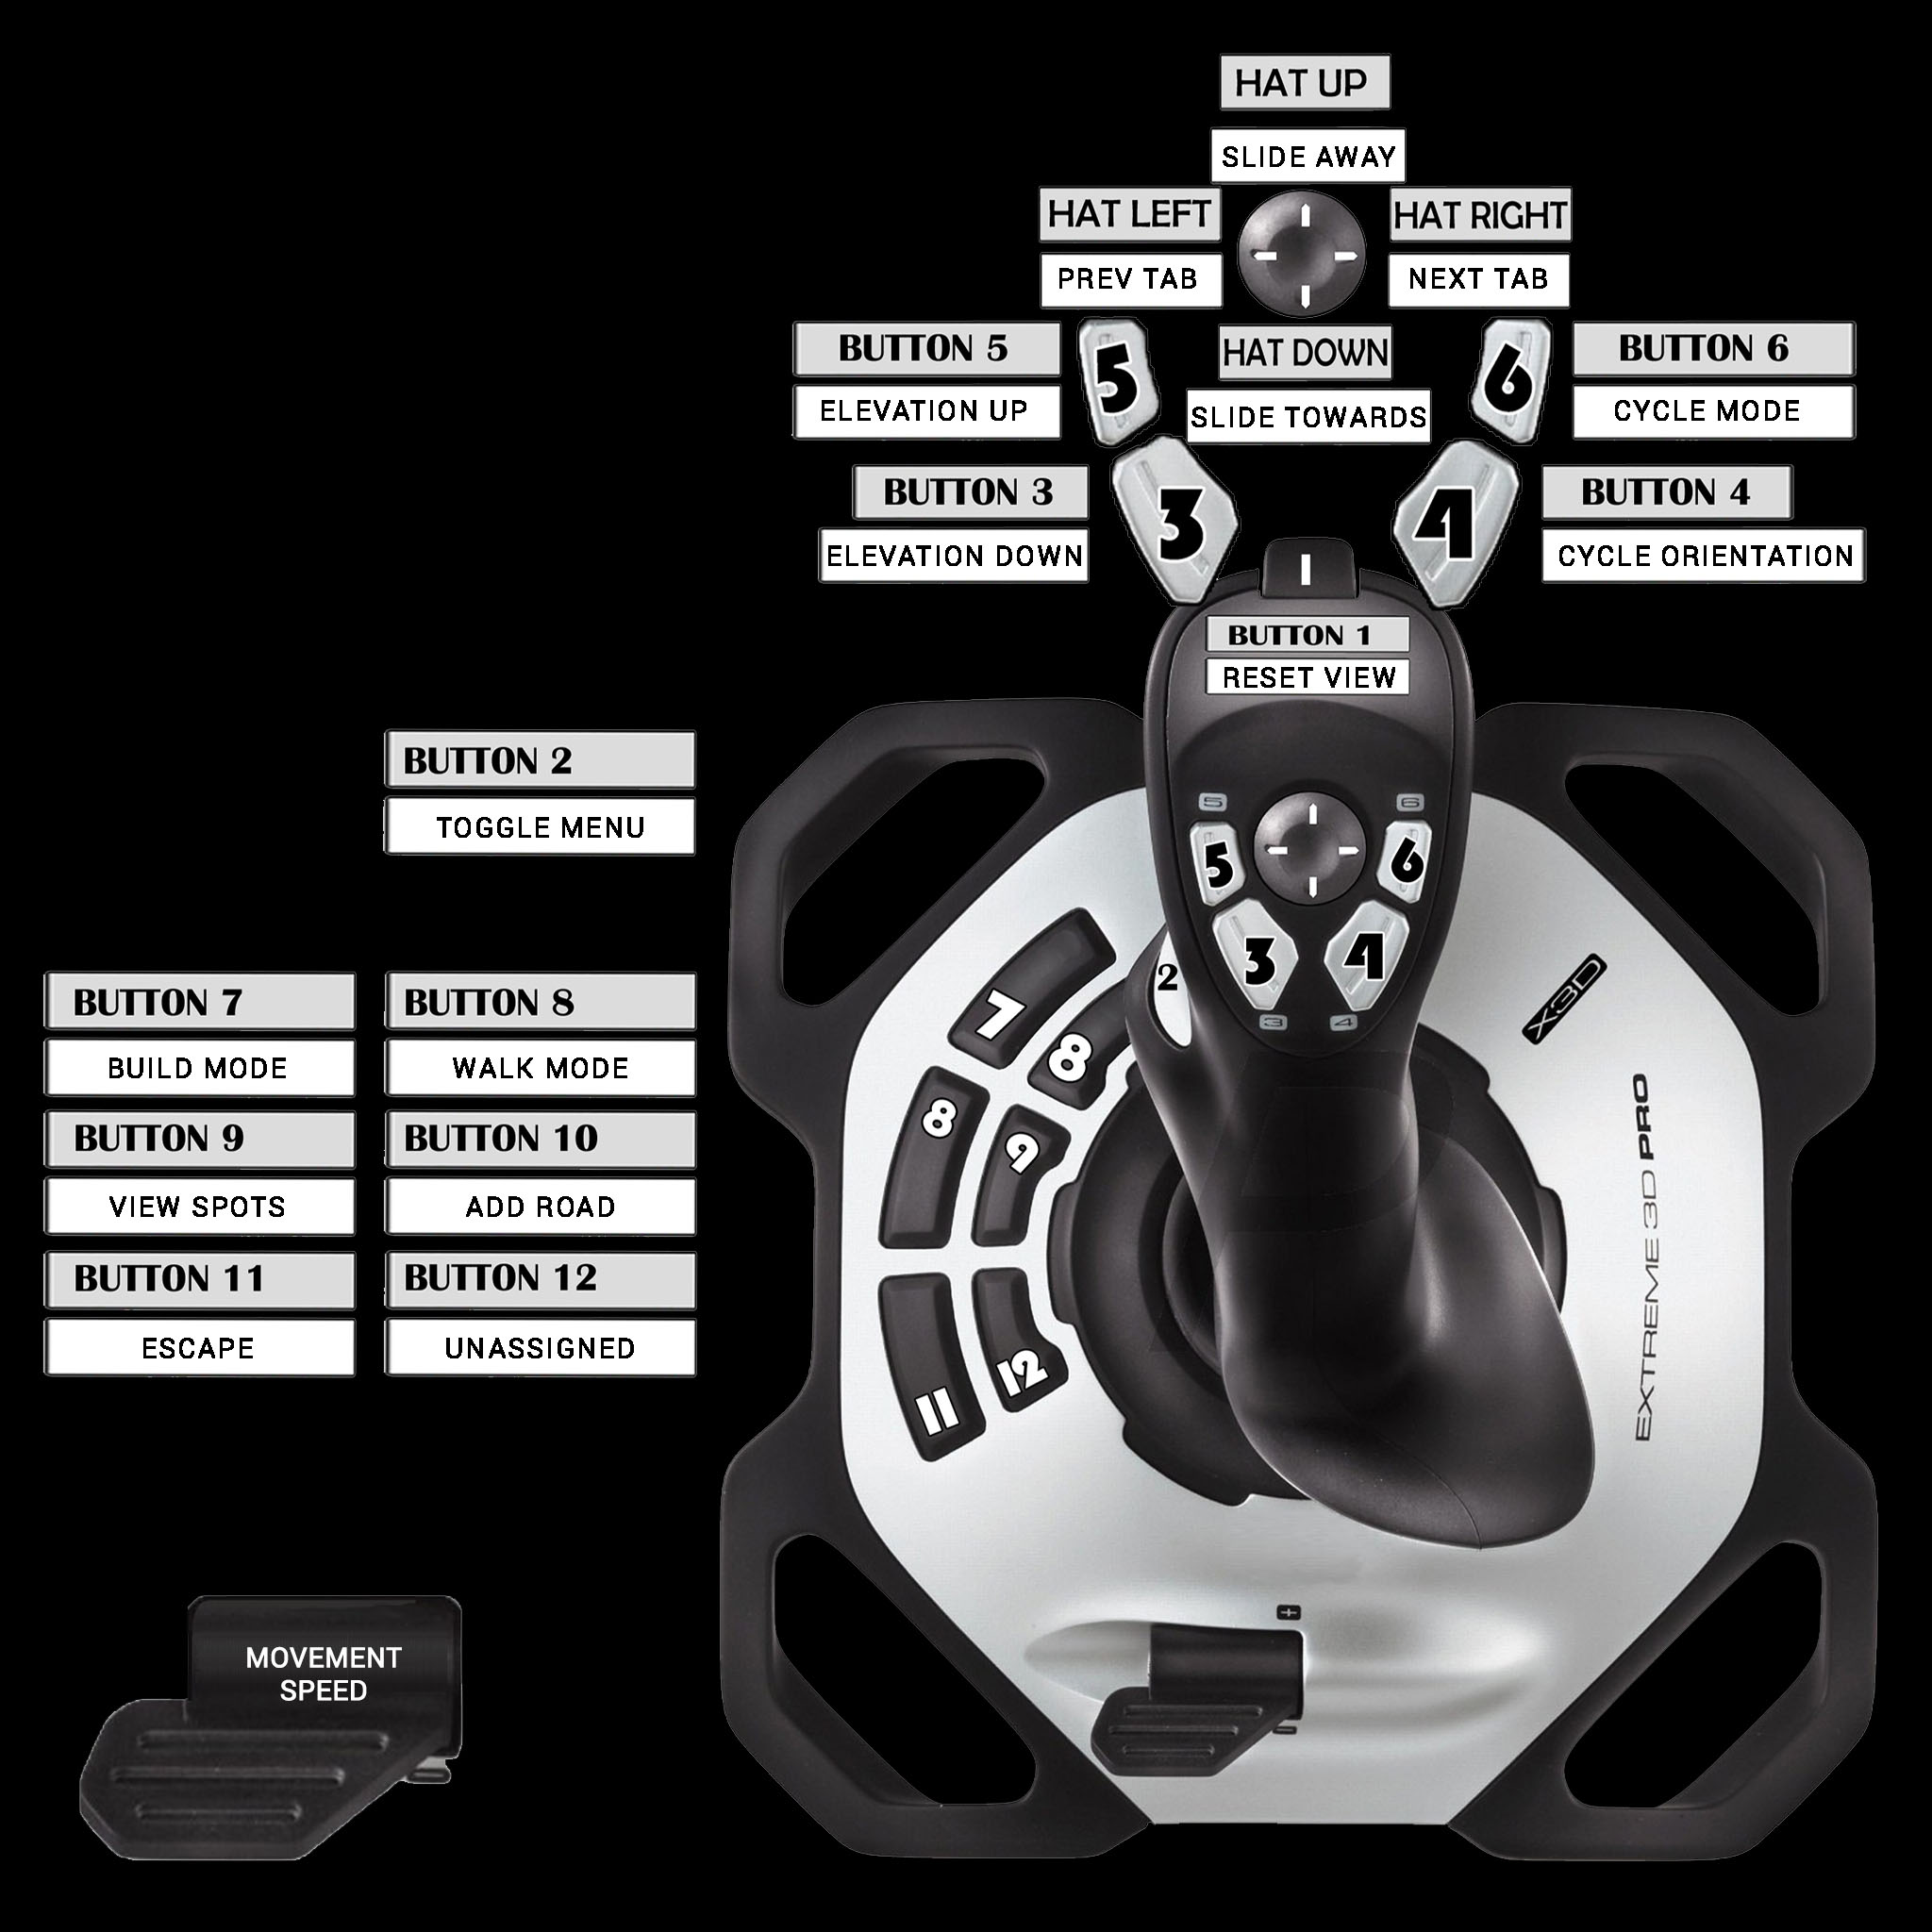 HAT UP
SLIDE AWAY
HAT LEFT
HAT RIGHT
PREV TAB
NEXT TAB
BUTTON 5
5
HAT DOWN
6
BUTTON 6
ELEVATION UP
SLIDE TOWARDS
CYCLE MODE
BUTTON 3
3
4
BUTTON 4
ELEVATION DOWN
CYCLE ORIENTATION
1
BUTTON 1
RESET VIEW
BUTTON 2
TOGGLE MENU
5
6
5
6
3
4
2
3
4
7
8
8
9
11
12
X3D
EXTREME 3D PRO
BUTTON 7
BUTTON 8
BUILD MODE
WALK MODE
BUTTON 9
BUTTON 10
VIEW SPOTS
ADD ROAD
BUTTON 11
BUTTON 12
ESCAPE
UNASSIGNED
MOVEMENT
SPEED
+